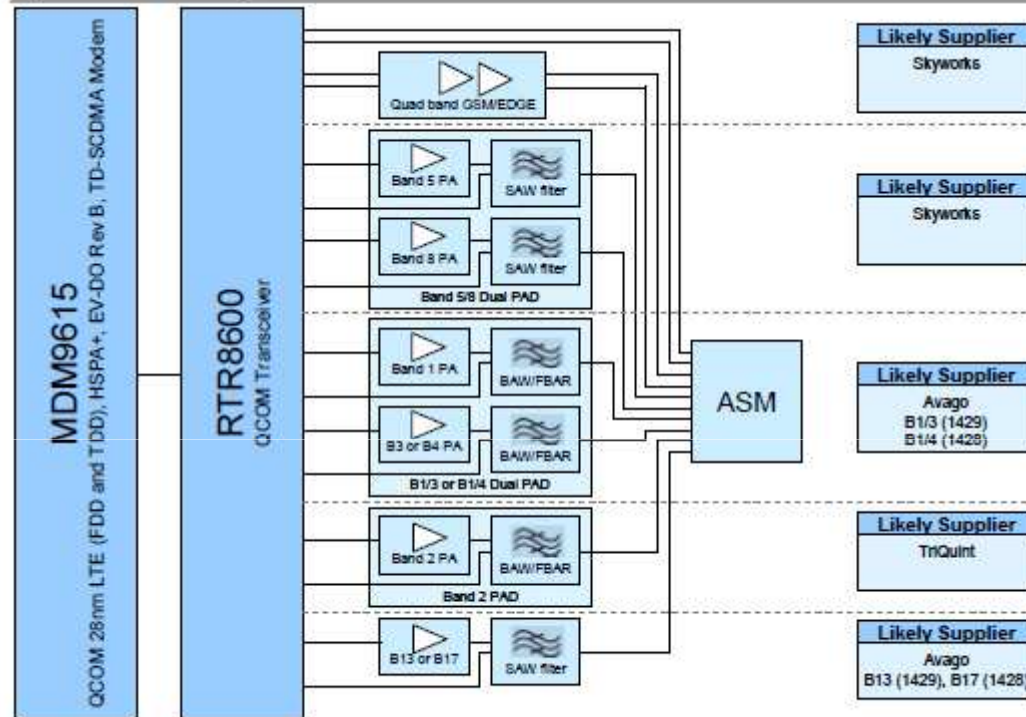 MDM9615
QCOM 28nm LTE (FDD and TDD), HSPA+, EV-DO Rev B, TD-SCDMA Modem
RTR8600
QCOM Transceiver
Quad band GSM/EDGE
Band 5 PA
SAW filter
Band 8 PA
SAW filter
Band 5/8 Dual PAD
Band 1 PA
BAW/FBAR
B3 or B4 PA
BAW/FBAR
B1/3 or B1/4 Dual PAD
Band 2 PA
BAW/FBAR
Band 2 PAD
B13 or B17
SAW filter
ASM
Likely Supplier
Skyworks
Likely Supplier
Skyworks
Likely Supplier
Avago
B1/3 (1429)
B1/4 (1428)
Likely Supplier
TriQuint
Likely Supplier
Avago
B13 (1429), B17 (1428)